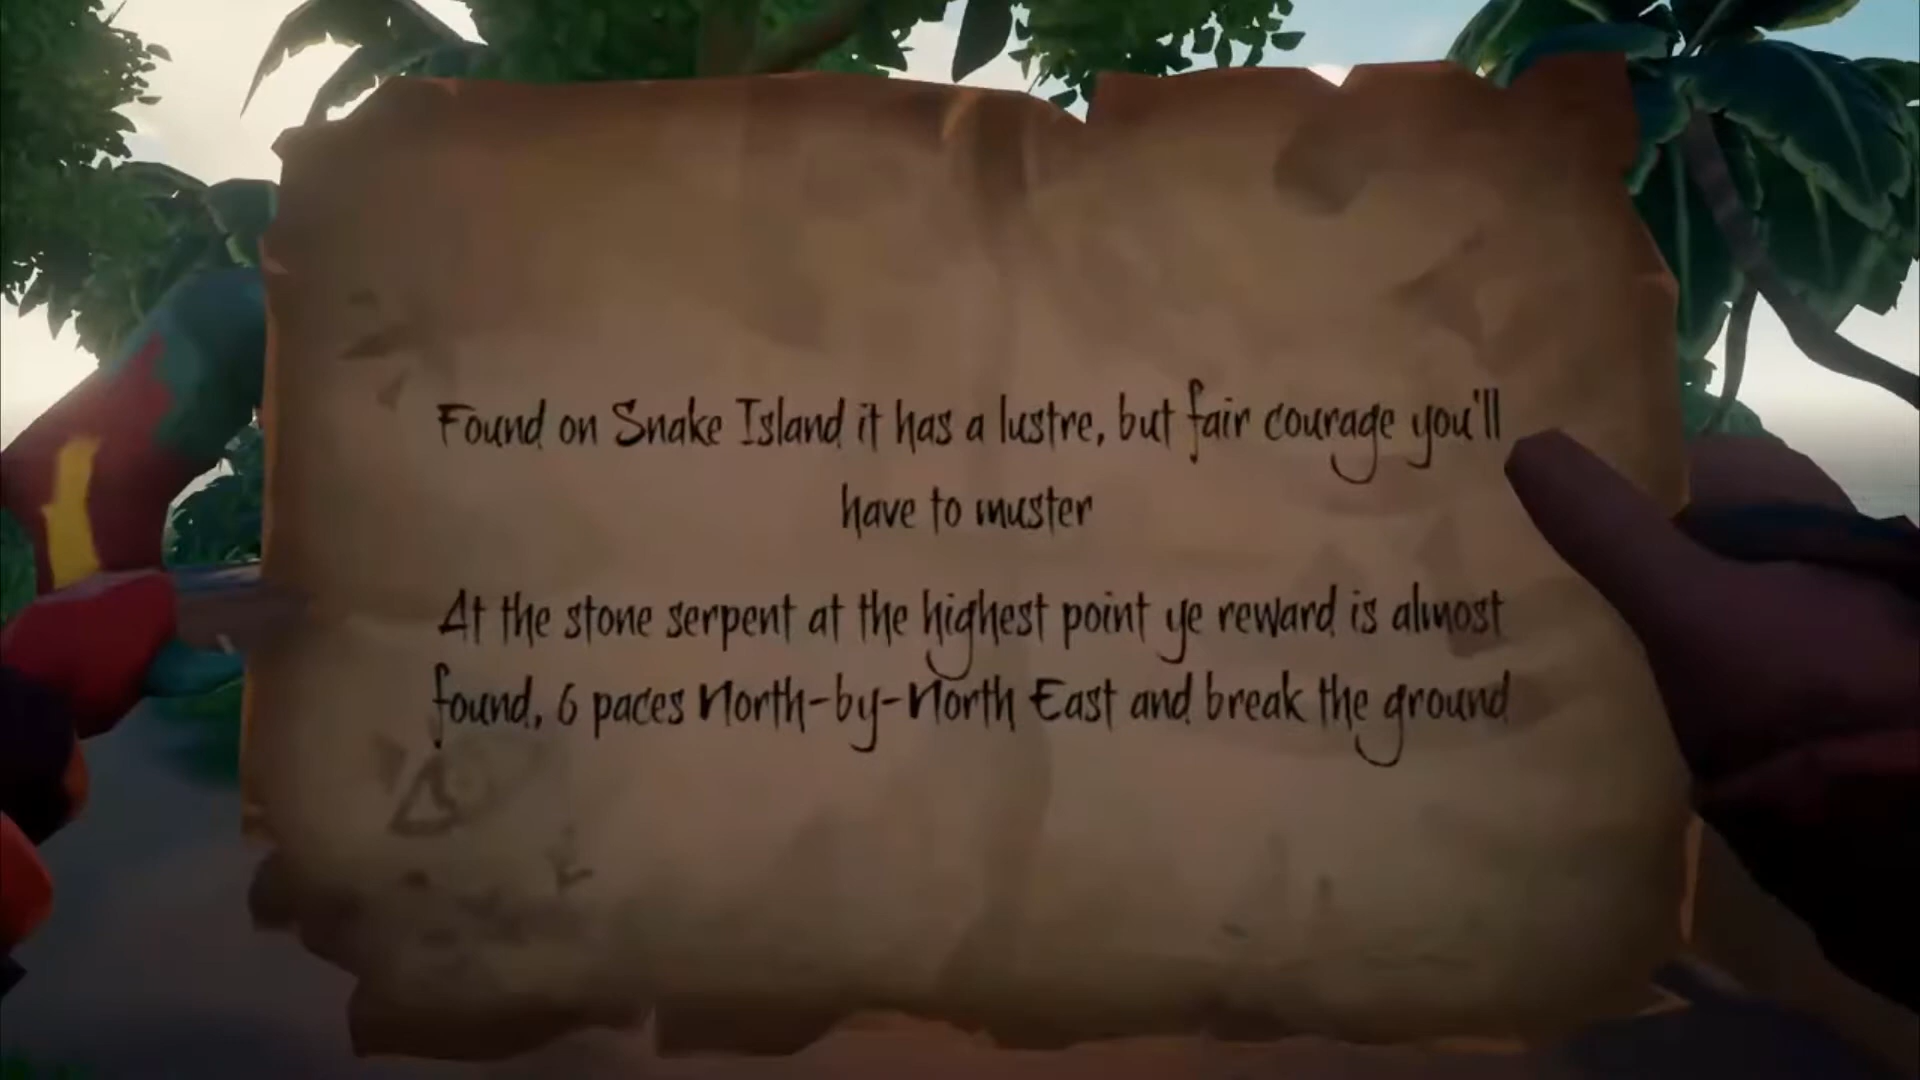 Found on Snake Island it has a lustre, but fair courage you'll
have to muster
At the stone serpent at the highest point ye reward is almost
found, 6 paces North-by-North East and break the ground